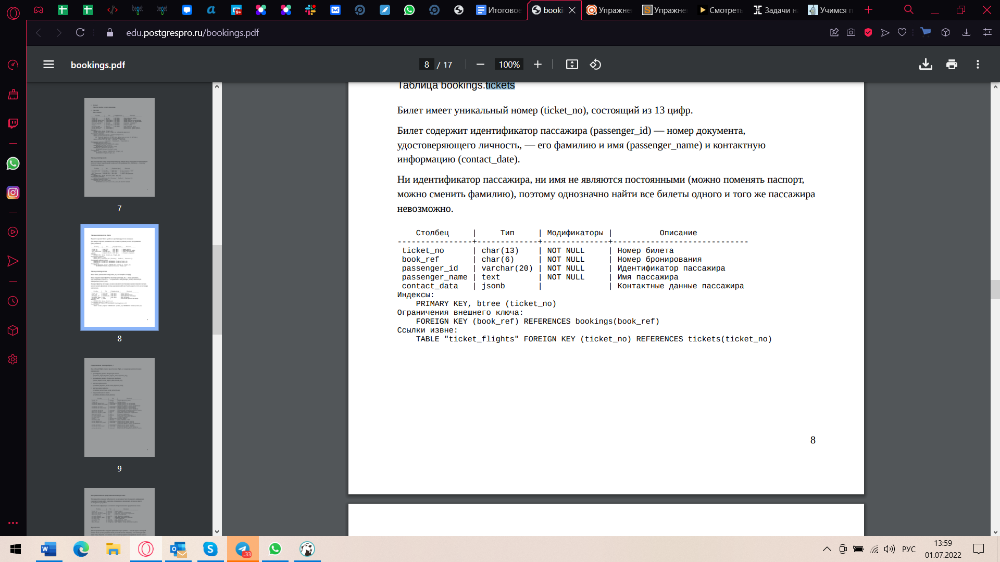 beget
beget
9+
Итоговое
booki
Упражне
Упражне
Смотреть
Задачи н
Учимся п
edu.postgrespro.ru/bookings.pdf
bookings.pdf
8 / 17
100%
7
8
9
Таблица bookings.tickets
Билет имеет уникальный номер (ticket_no), состоящий из 13 цифр.
Билет содержит идентификатор пассажира (passenger_id) — номер документа,
удостоверяющего личность, — его фамилию и имя (passenger_name) и контактную
информацию (contact_date).
Ни идентификатор пассажира, ни имя не являются постоянными (можно поменять паспорт,
можно сменить фамилию), поэтому однозначно найти все билеты одного и того же пассажира
невозможно.
Столбец | Тип | Модификаторы | Описание
----------------+-------------+--------------+-----------------------------
ticket_no | char(13) | NOT NULL | Номер билета
book_ref | char(6) | NOT NULL | Номер бронирования
passenger_id | varchar(20) | NOT NULL | Идентификатор пассажира
passenger_name | text | NOT NULL | Имя пассажира
contact_data | jsonb | | Контактные данные пассажира
Индексы:
PRIMARY KEY, btree (ticket_no)
Ограничения внешнего ключа:
FOREIGN KEY (book_ref) REFERENCES bookings(book_ref)
Ссылки извне:
TABLE "ticket_flights" FOREIGN KEY (ticket_no) REFERENCES tickets(ticket_no)
8
..33
РУС
13:59
01.07.2022